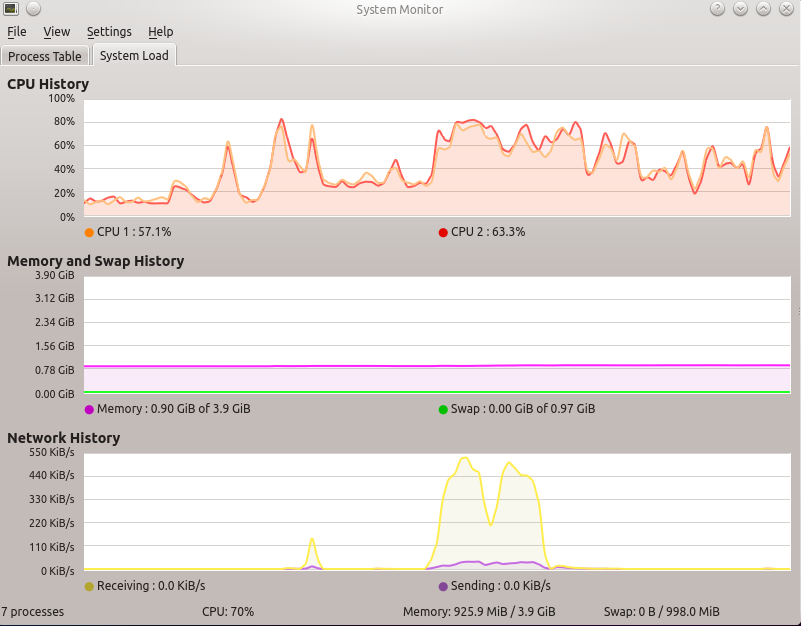 System Monitor
File View Settings Help
Process Table System Load
CPU History
100%
80%
60%
40%
20%
0%
CPU 1 : 57.1% CPU 2 : 63.3%
Memory and Swap History
3.90 GiB
3.12 GiB
2.34 GiB
1.56 GiB
0.78 GiB
0.00 GiB
Memory : 0.90 GiB of 3.9 GiB Swap : 0.00 GiB of 0.97 GiB
Network History
550 KiB/s
440 KiB/s
330 KiB/s
220 KiB/s
110 KiB/s
0 KiB/s
Receiving : 0.0 KiB/s Sending : 0.0 KiB/s
7 processes CPU: 70% Memory: 925.9 MiB / 3.9 GiB Swap: 0 B / 998.0 MiB